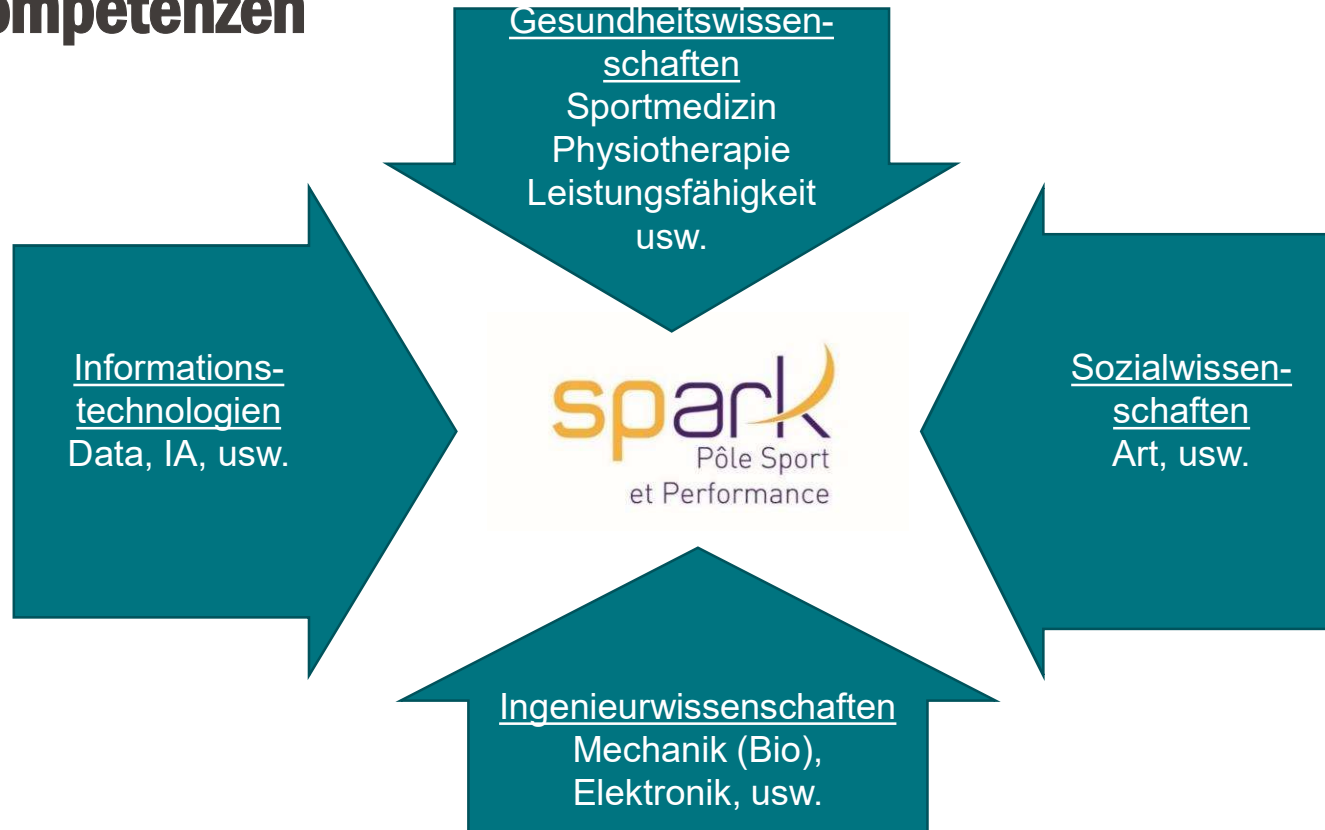 ompetenzen
Gesundheitswissen-
schaften
Sportmedizin
Physiotherapie
Leistungsfähigkeit
usw.
Informations-
technologien
Data, IA, usw.
spark
Pôle Sport
et Performance
Sozialwissen-
schaften
Art, usw.
Ingenieurwissenschaften
Mechanik (Bio),
Elektronik, usw.